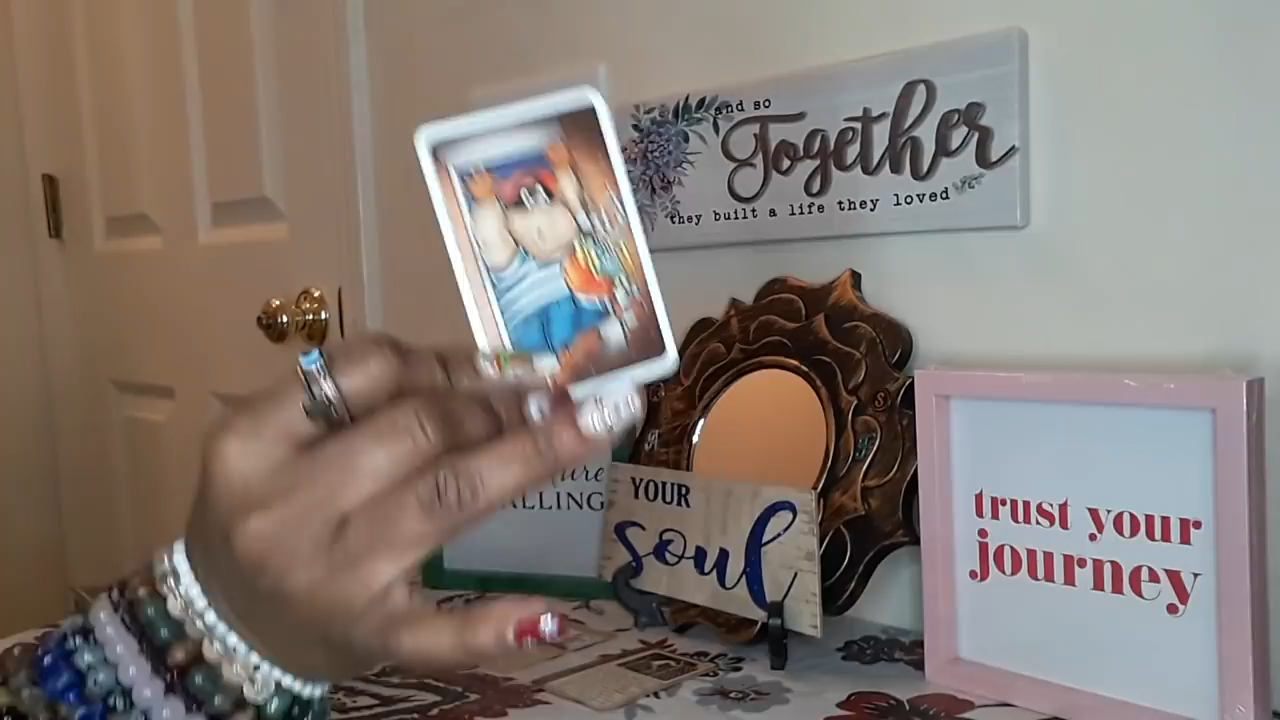 and so
Together
they built a life they loved
YOUR
soul
ALLING
trust your
journey